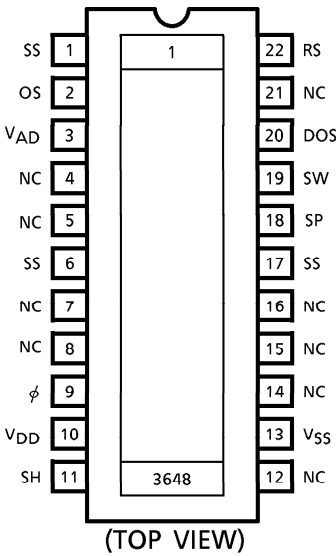 SS 1 1 22 RS
OS 2 21 NC
VAD 3 20 DOS
NC 4 19 SW
NC 5 18 SP
SS 6 17 SS
NC 7 16 NC
NC 8 15 NC
ϕ 9 14 NC
VDD 10 13 VSS
SH 11 3648 12 NC
(TOP VIEW)